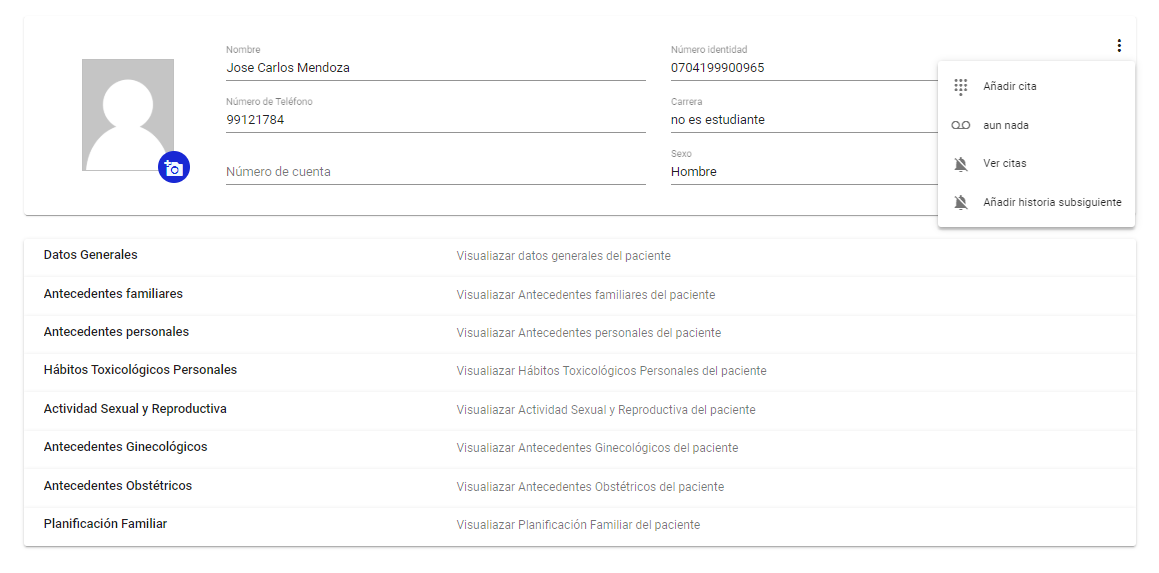 Nombre
Jose Carlos Mendoza
Número identidad
0704199900965
Número de Teléfono
99121784
Carrera
no es estudiante
Número de cuenta
Sexo
Hombre
Añadir cita
aun nada
Ver citas
Añadir historia subsiguiente
Datos Generales
Visualiazar datos generales del paciente
Antecedentes familiares
Visualiazar Antecedentes familiares del paciente
Antecedentes personales
Visualiazar Antecedentes personales del paciente
Hábitos Toxicológicos Personales
Visualiazar Hábitos Toxicológicos Personales del paciente
Actividad Sexual y Reproductiva
Visualiazar Actividad Sexual y Reproductiva del paciente
Antecedentes Ginecológicos
Visualiazar Antecedentes Ginecológicos del paciente
Antecedentes Obstétricos
Visualiazar Antecedentes Obstétricos del paciente
Planificación Familiar
Visualiazar Planificación Familiar del paciente